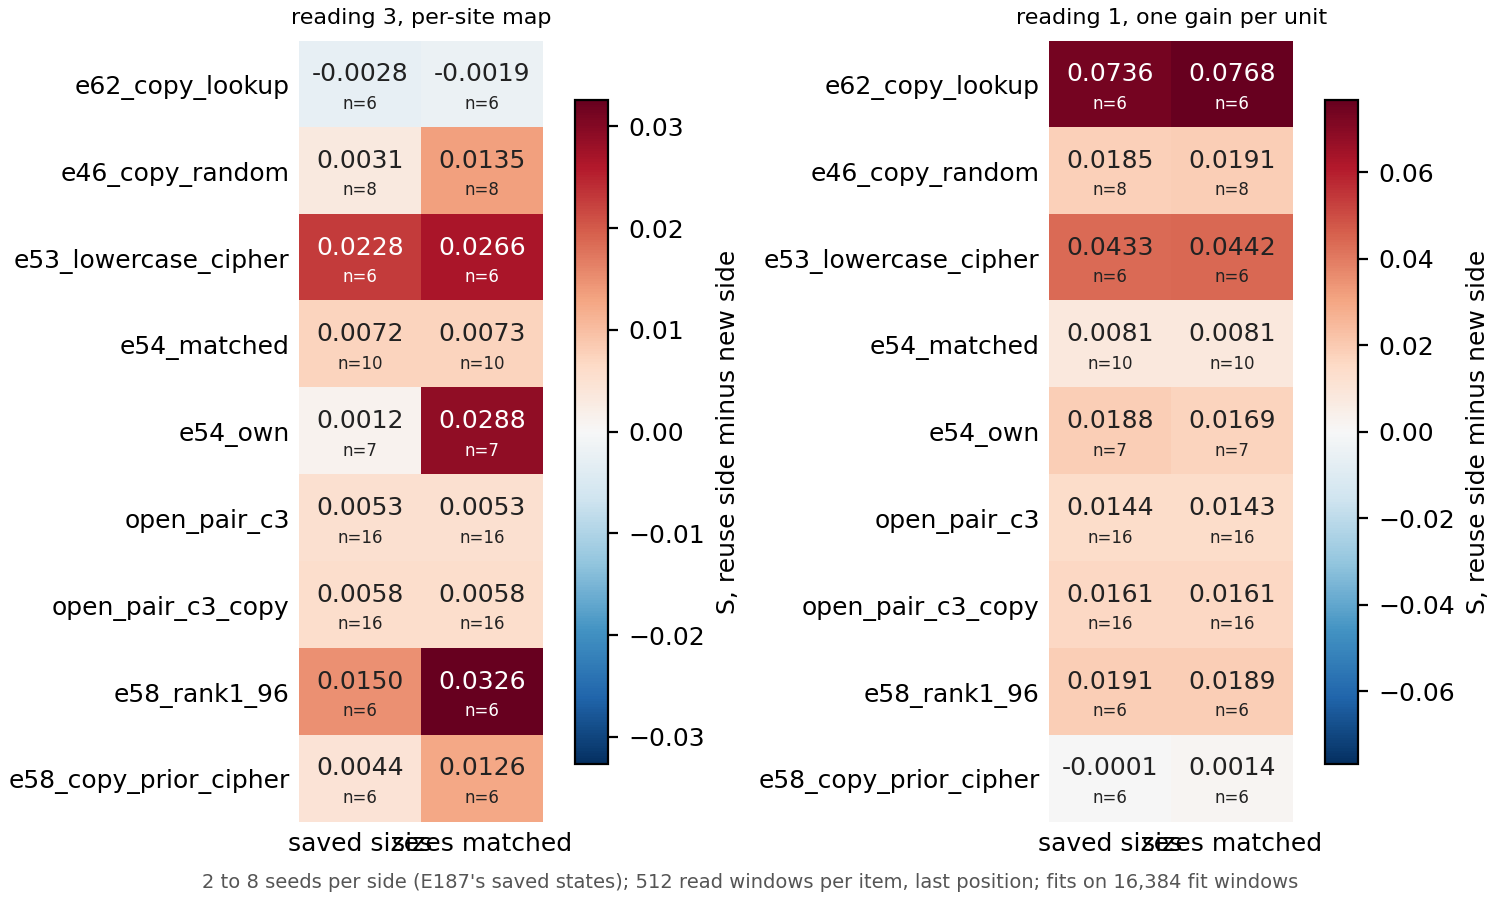 reading 3, per-site map
e62_copy_lookup -0.0028 -0.0019
n=6 n=6
e46_copy_random 0.0031 0.0135
n=8 n=8
e53_lowercase_cipher 0.0228 0.0266
n=6 n=6
e54_matched 0.0072 0.0073
n=10 n=10
e54_own 0.0012 0.0288
n=7 n=7
open_pair_c3 0.0053 0.0053
n=16 n=16
open_pair_c3_copy 0.0058 0.0058
n=16 n=16
e58_rank1_96 0.0150 0.0326
n=6 n=6
e58_copy_prior_cipher 0.0044 0.0126
n=6 n=6
saved sizes sizes matched
0.03
0.02
0.01
0.00
−0.01
−0.02
−0.03
S, reuse side minus new side
reading 1, one gain per unit
e62_copy_lookup 0.0736 0.0768
n=6 n=6
e46_copy_random 0.0185 0.0191
n=8 n=8
e53_lowercase_cipher 0.0433 0.0442
n=6 n=6
e54_matched 0.0081 0.0081
n=10 n=10
e54_own 0.0188 0.0169
n=7 n=7
open_pair_c3 0.0144 0.0143
n=16 n=16
open_pair_c3_copy 0.0161 0.0161
n=16 n=16
e58_rank1_96 0.0191 0.0189
n=6 n=6
e58_copy_prior_cipher -0.0001 0.0014
n=6 n=6
saved sizes sizes matched
0.06
0.04
0.02
0.00
−0.02
−0.04
−0.06
S, reuse side minus new side
2 to 8 seeds per side (E187's saved states); 512 read windows per item, last position; fits on 16,384 fit windows